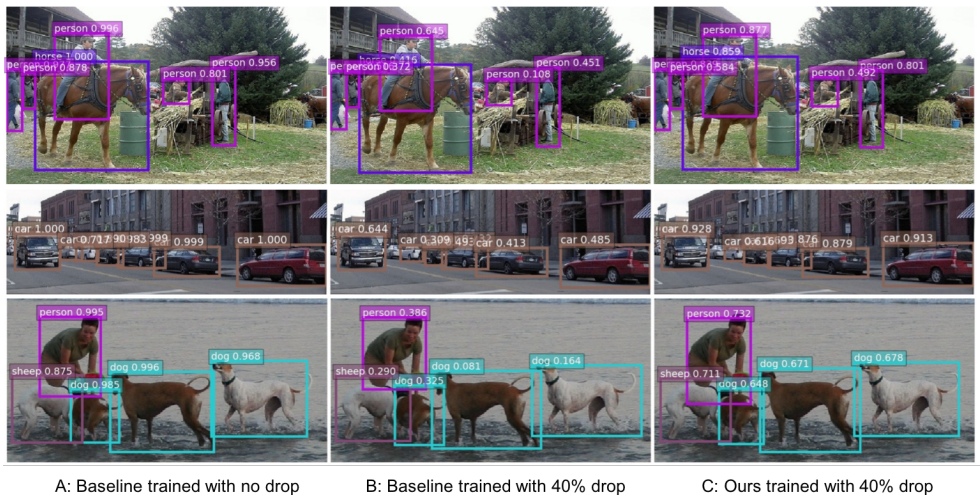 person 0.996
horse 1.000
person 0.878
person 0.801
person 0.956
person 0.645
person 0.372
person 0.108
person 0.451
person 0.877
horse 0.859
0.584
person 0.492
person 0.801
car 1.000
car 0.999
car 1.000
car 0.644
car 0.309
car 0.413
car 0.485
car 0.928
car 0.616
car 0.879
car 0.913
person 0.995
sheep 0.875
dog 0.985
dog 0.996
dog 0.968
person 0.386
sheep 0.290
dog 0.325
dog 0.081
dog 0.164
person 0.732
sheep 0.711
dog 0.648
dog 0.671
dog 0.678
A: Baseline trained with no drop
B: Baseline trained with 40% drop
C: Ours trained with 40% drop